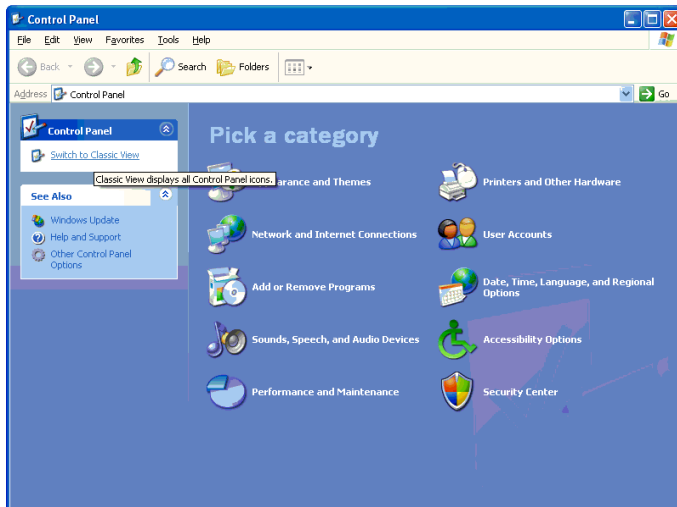 Control Panel
File Edit View Favorites Tools Help
Back Search Folders
Address Control Panel Go
Control Panel
Switch to Classic View
Classic View displays all Control Panel icons.
See Also
Windows Update
Help and Support
Other Control Panel
Options
Pick a category
and Themes
Printers and Other Hardware
Network and Internet Connections
User Accounts
Add or Remove Programs
Date, Time, Language, and Regional
Options
Sounds, Speech, and Audio Devices
Accessibility Options
Performance and Maintenance
Security Center